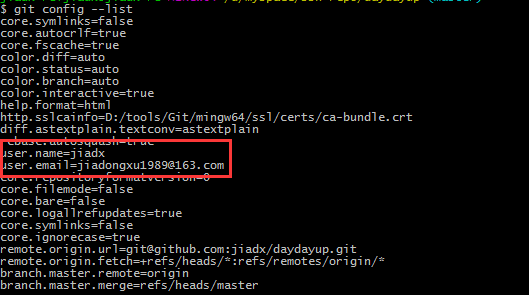 $ git config --list
core.symlinks=false
core.autocrlf=true
core.fscache=true
color.diff=auto
color.status=auto
color.branch=auto
color.interactive=true
help.format=html
http.sslcainfo=D:/tools/Git/mingw64/ssl/certs/ca-bundle.crt
diff.astextplain.textconv=astextplain
rebase.autosquash=true
user.name=jiadx
user.email=jiadongxu1989@163.com
core.repositoryformatversion=0
core.filemode=false
core.bare=false
core.logallrefupdates=true
core.symlinks=false
core.ignorecase=true
remote.origin.url=git@github.com:jiadx/daydayup.git
remote.origin.fetch=+refs/heads/*:refs/remotes/origin/*
branch.master.remote=origin
branch.master.merge=refs/heads/master